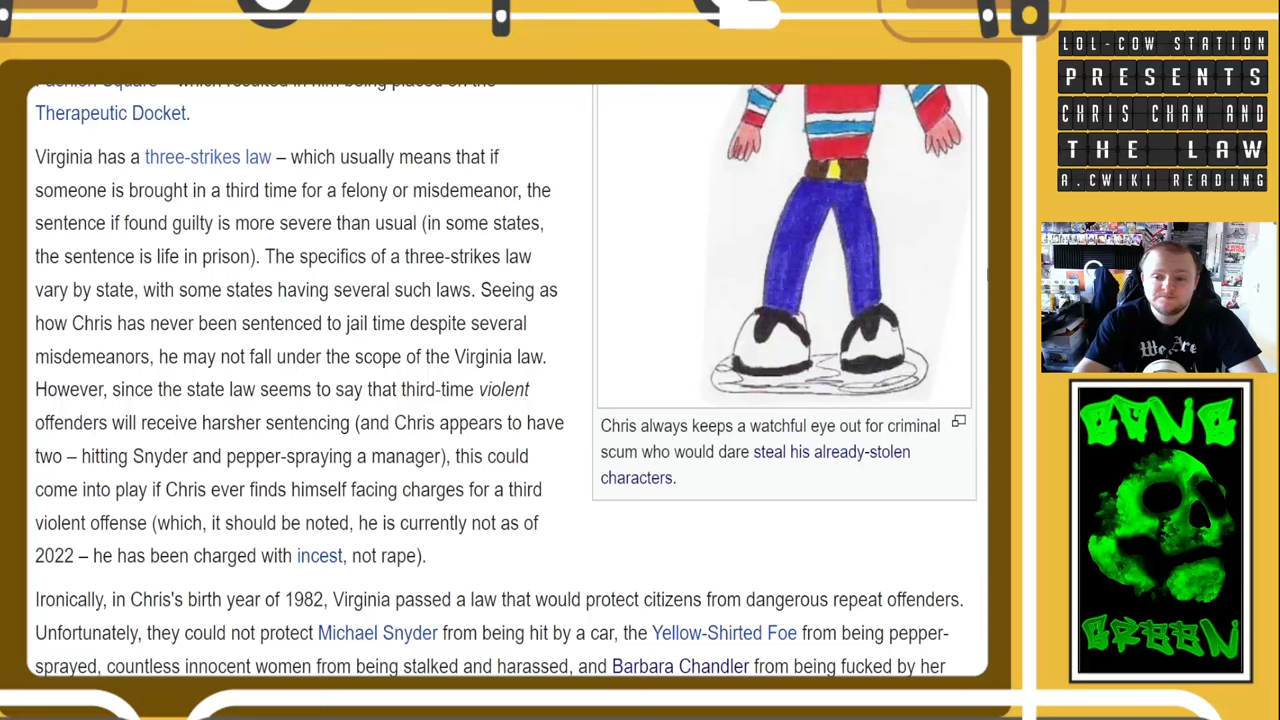 Therapeutic Docket.
Virginia has a three-strikes law – which usually means that if
someone is brought in a third time for a felony or misdemeanor, the
sentence if found guilty is more severe than usual (in some states,
the sentence is life in prison). The specifics of a three-strikes law
vary by state, with some states having several such laws. Seeing as
how Chris has never been sentenced to jail time despite several
misdemeanors, he may not fall under the scope of the Virginia law.
However, since the state law seems to say that third-time violent
offenders will receive harsher sentencing (and Chris appears to have
two – hitting Snyder and pepper-spraying a manager), this could
come into play if Chris ever finds himself facing charges for a third
violent offense (which, it should be noted, he is currently not as of
2022 – he has been charged with incest, not rape).
Chris always keeps a watchful eye out for criminal
scum who would dare steal his already-stolen
characters.
Ironically, in Chris's birth year of 1982, Virginia passed a law that would protect citizens from dangerous repeat offenders.
Unfortunately, they could not protect Michael Snyder from being hit by a car, the Yellow-Shirted Foe from being pepper-
sprayed, countless innocent women from being stalked and harassed, and Barbara Chandler from being fucked by her
LOL-COW STATION
PRESENTS
CHRIS CHAN AND
THE LAW
A.CWIKI READING
We Are
GONE
GREEN